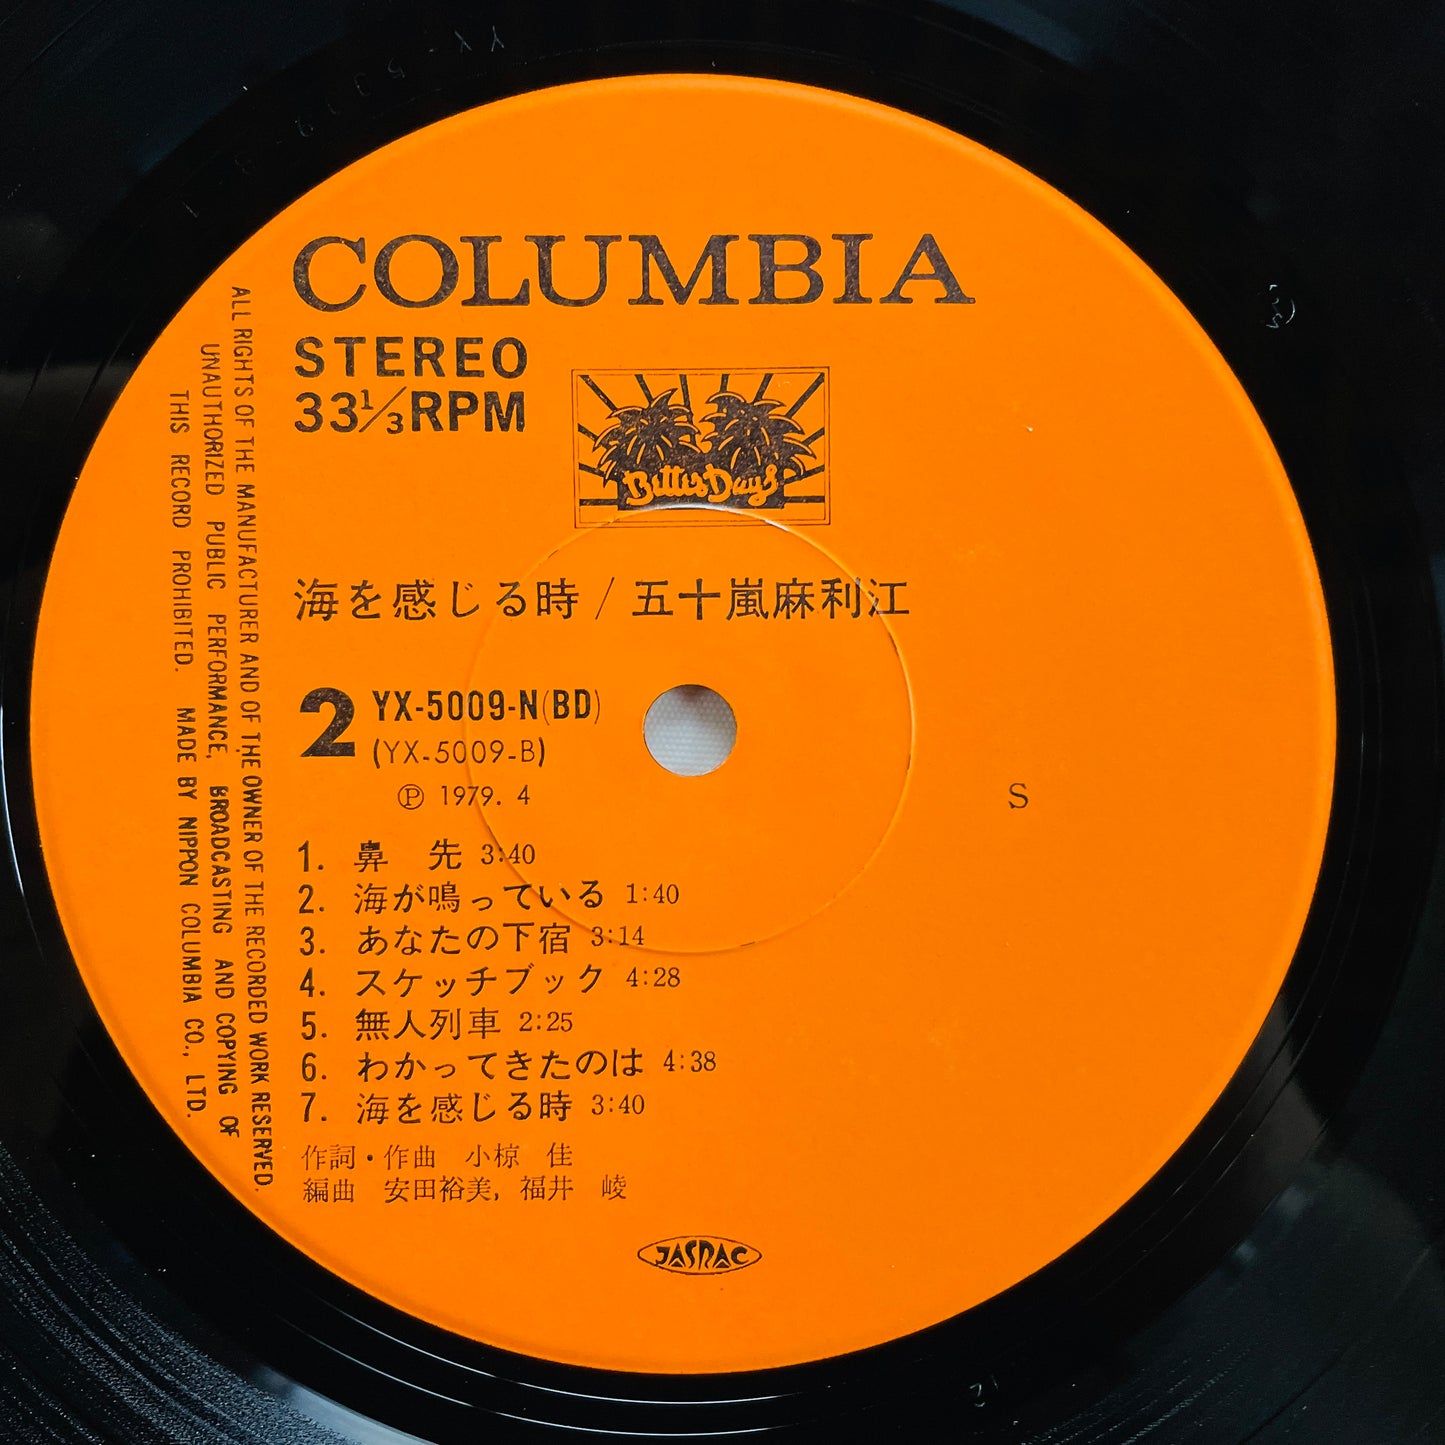 COLUMBIA
STEREO
33⅓RPM
Bitter Days
海を感じる時 / 五十嵐麻利江
2 YX-5009-N(BD)
(YX-5009-B)
Ⓟ 1979. 4
S
1. 鼻 先 3:40
2. 海が鳴っている 1:40
3. あなたの下宿 3:14
4. スケッチブック 4:28
5. 無人列車 2:25
6. わかってきたのは 4:38
7. 海を感じる時 3:40
作詞・作曲 小椋 佳
編曲 安田裕美, 福井 崚
JASRAC
ALL RIGHTS OF THE MANUFACTURER AND OF THE OWNER OF THE RECORDED WORK RESERVED.
UNAUTHORIZED PUBLIC PERFORMANCE, BROADCASTING AND COPYING OF
THIS RECORD PROHIBITED. MADE BY NIPPON COLUMBIA CO., LTD.